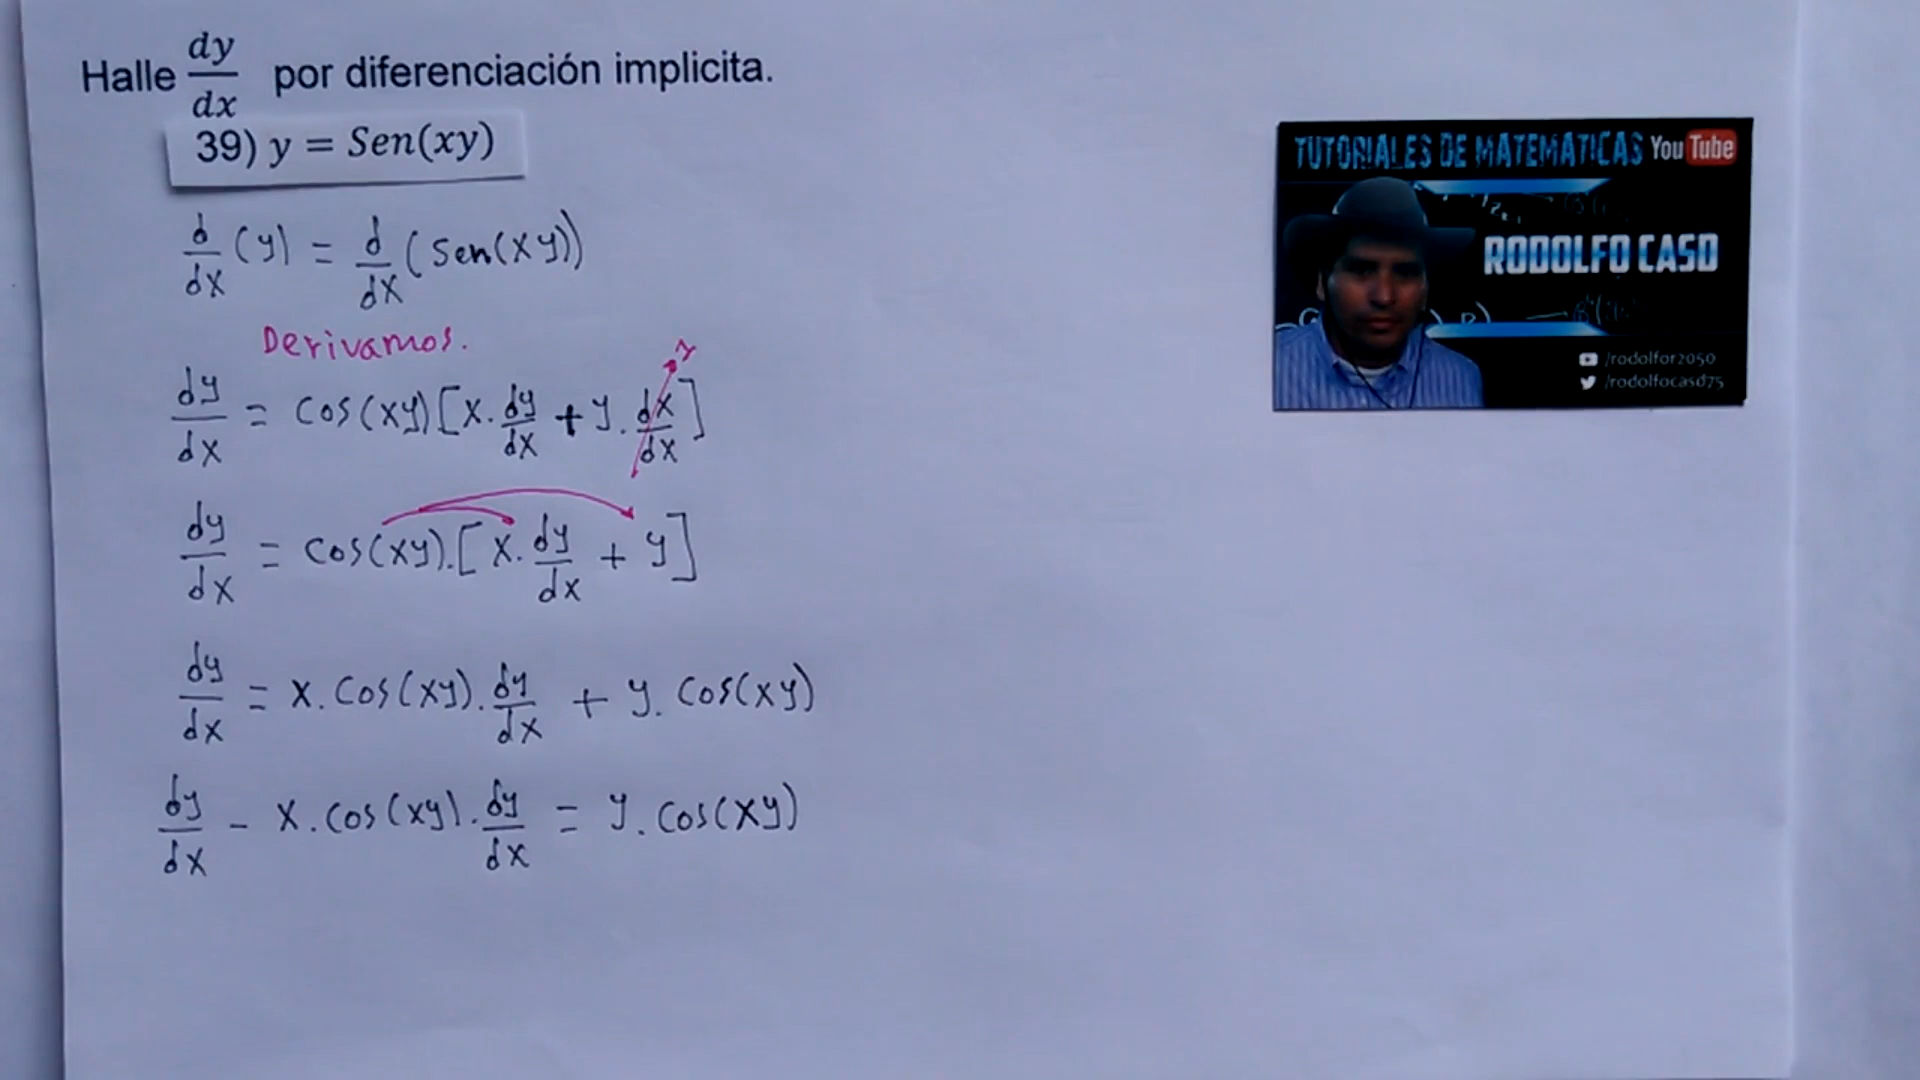 Halle dy/dx por diferenciación implicita.
39) y = Sen(xy)
d/dx (y) = d/dx (Sen(xy))
Derivamos.
dy/dx = Cos(xy)[x. dy/dx + y. dx/dx] 1
dy/dx = Cos(xy).[x. dy/dx + y]
dy/dx = x. Cos(xy). dy/dx + y. Cos(xy)
dy/dx - x. Cos(xy). dy/dx = y. Cos(xy)
TUTORIALES DE MATEMATICAS YouTube
RODOLFO CASO
/rodolfor2050
/rodolfocasd75